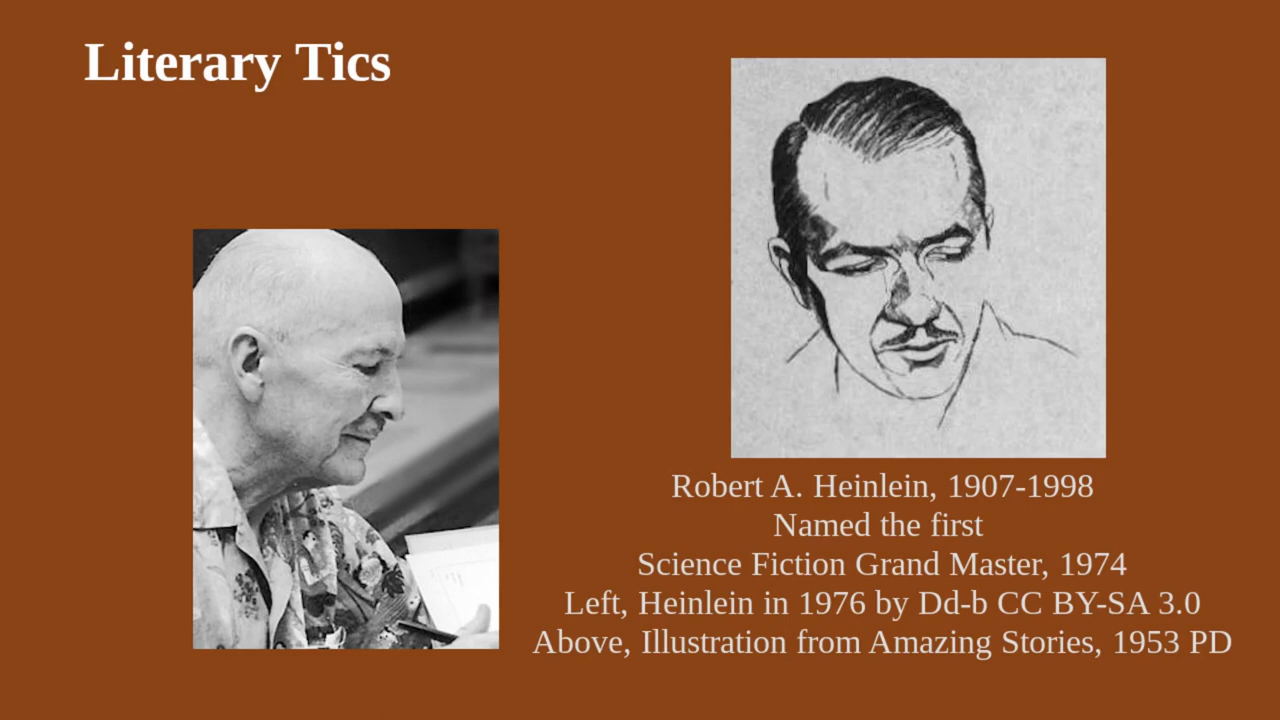 Literary Tics
Robert A. Heinlein, 1907-1998
Named the first
Science Fiction Grand Master, 1974
Left, Heinlein in 1976 by Dd-b CC BY-SA 3.0
Above, Illustration from Amazing Stories, 1953 PD